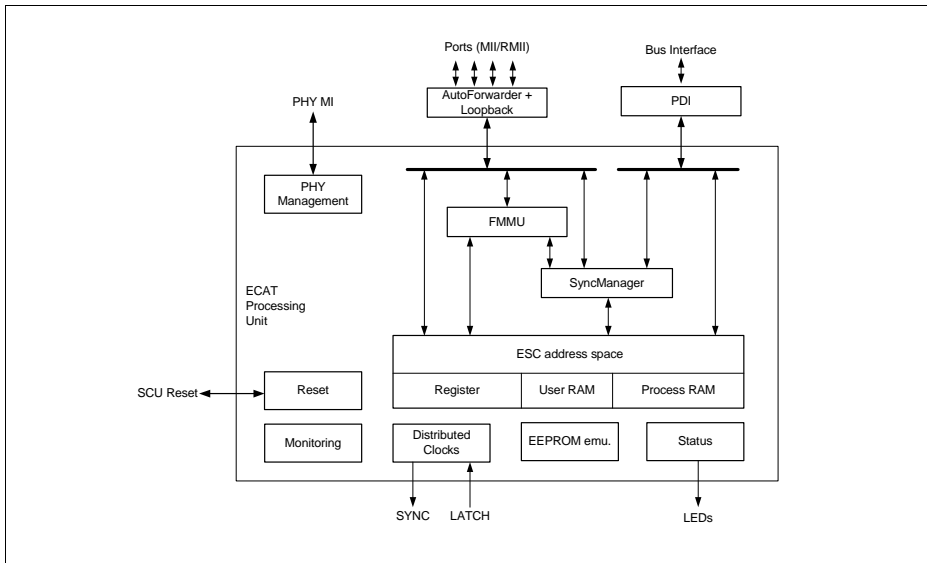 Ports (MII/RMII)
Bus Interface
AutoForwarder +
Loopback
PDI
PHY MI
PHY
Management
FMMU
SyncManager
ECAT
Processing
Unit
ESC address space
Register
User RAM
Process RAM
SCU Reset
Reset
Monitoring
Distributed
Clocks
EEPROM emu.
Status
SYNC
LATCH
LEDs